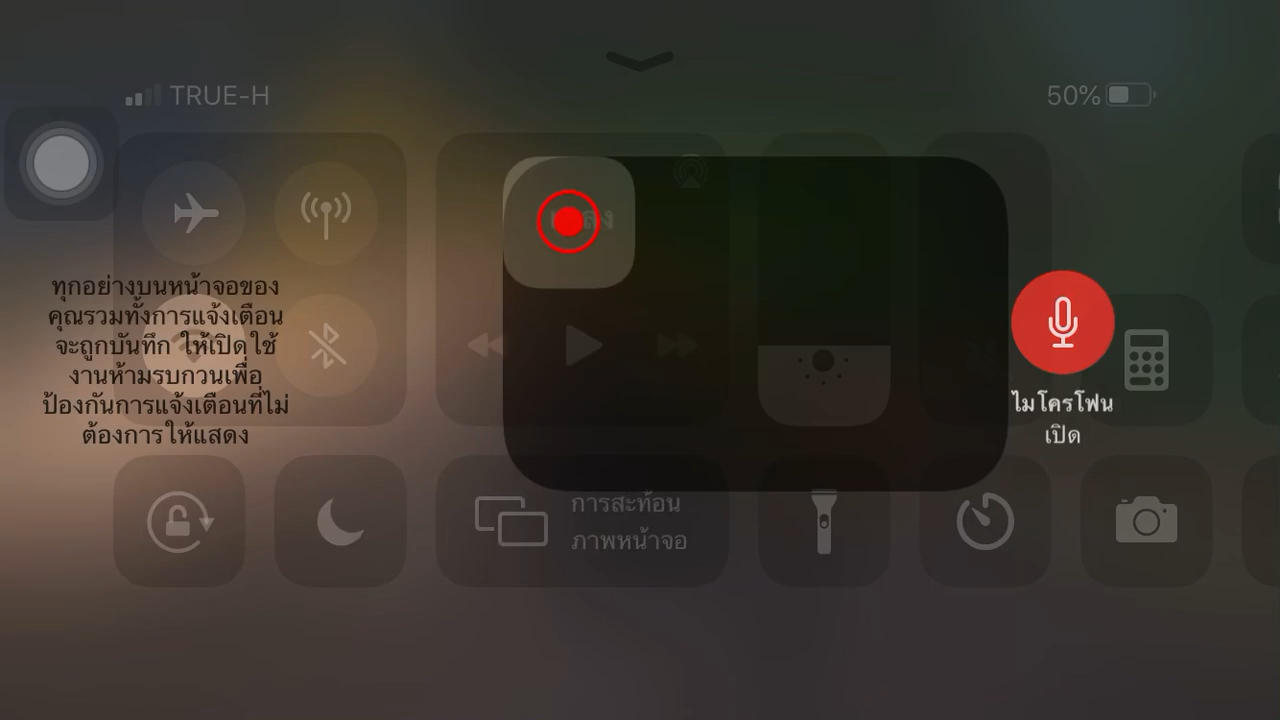 TRUE-H
50%
ทุกอย่างบนหน้าจอของ
คุณรวมทั้งการแจ้งเตือน
จะถูกบันทึก ให้เปิดใช้
งานห้ามรบกวนเพื่อ
ป้องกันการแจ้งเตือนที่ไม่
ต้องการให้แสดง
ไมโครโฟน
เปิด
การสะท้อน
ภาพหน้าจอ